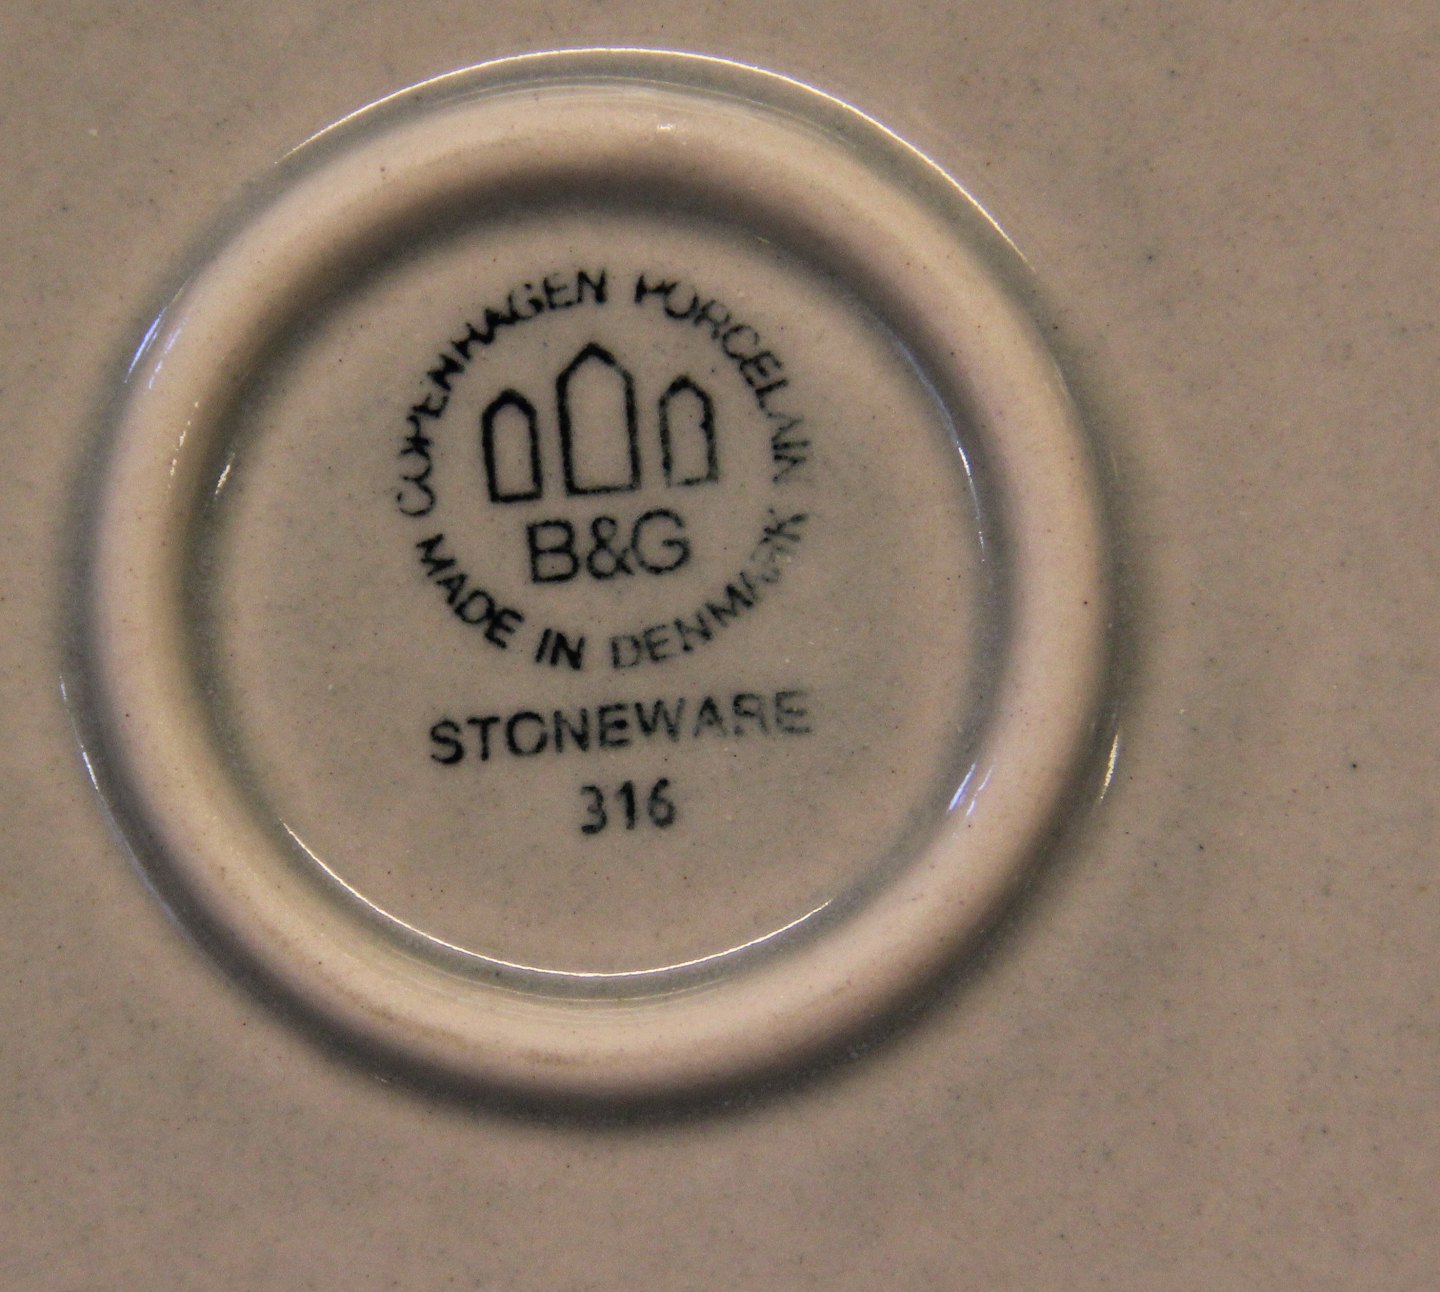 COPENHAGEN PORCELAIN
B&G
MADE IN DENMARK
STONEWARE
316